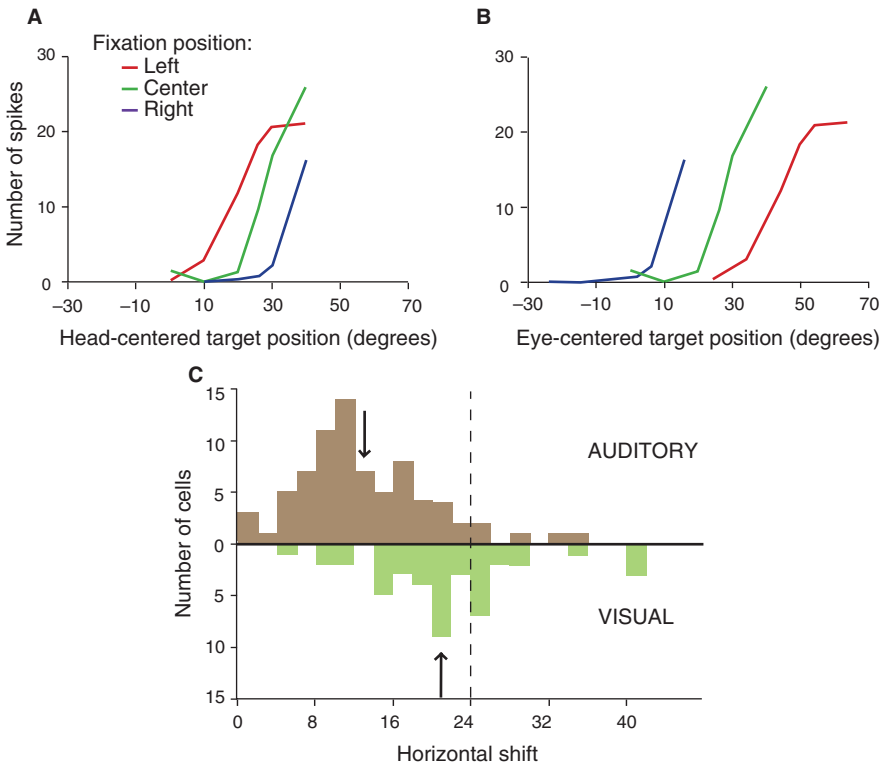 A
Fixation position:
Left
Center
Right
Number of spikes
30
20
10
0
–30
–10
10
30
50
70
Head-centered target position (degrees)
B
30
20
10
0
–30
–10
10
30
50
70
Eye-centered target position (degrees)
C
Number of cells
15
10
5
0
5
10
15
AUDITORY
VISUAL
0
8
16
24
32
40
Horizontal shift